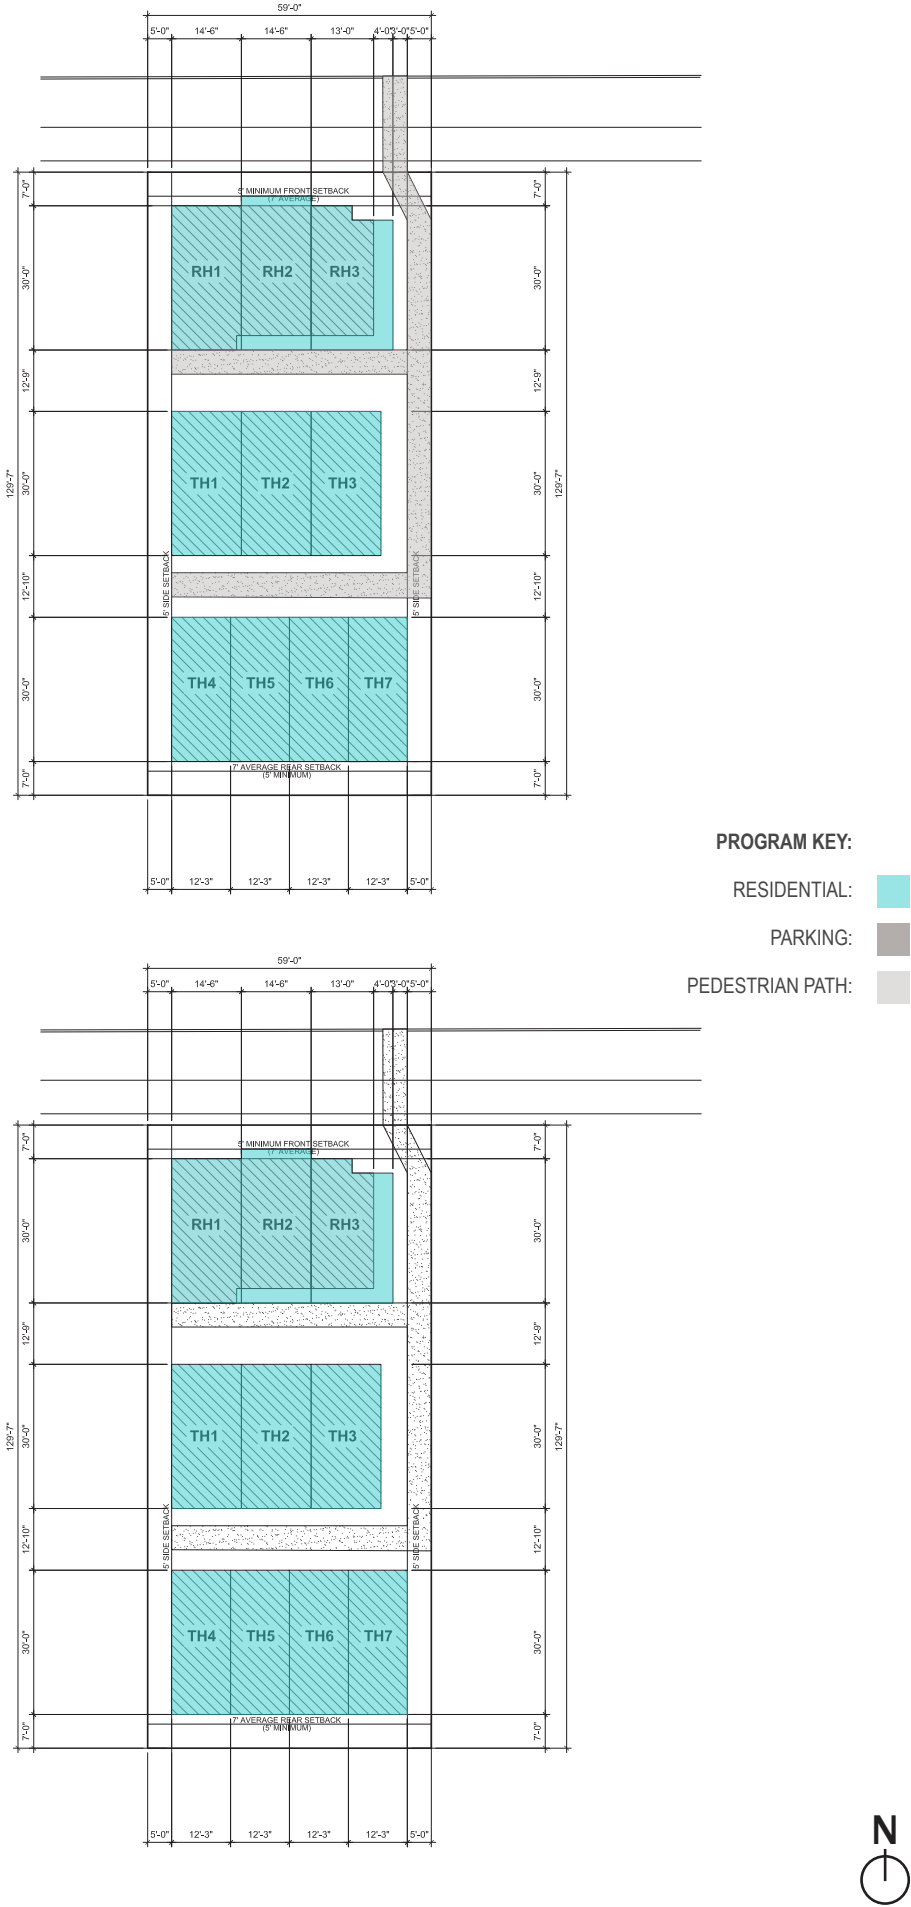 59'-0"
5'-0" 14'-6" 14'-6" 13'-0" 4'-0" 3'-0" 5'-0"
7'-0" 7'-0"
5' MINIMUM FRONT SETBACK
(7' AVERAGE)
RH1 RH2 RH3
30'-0" 30'-0"
12'-9" 12'-9"
TH1 TH2 TH3
129'-7" 30'-0" 30'-0" 129'-7"
5' SIDE SETBACK 5' SIDE SETBACK
12'-10" 12'-10"
TH4 TH5 TH6 TH7
30'-0" 30'-0"
7' AVERAGE REAR SETBACK
(5' MINIMUM)
7'-0" 7'-0"
5'-0" 12'-3" 12'-3" 12'-3" 12'-3" 5'-0"
PROGRAM KEY:
RESIDENTIAL:
PARKING:
PEDESTRIAN PATH:
59'-0"
5'-0" 14'-6" 14'-6" 13'-0" 4'-0" 3'-0" 5'-0"
7'-0" 7'-0"
5' MINIMUM FRONT SETBACK
(7' AVERAGE)
RH1 RH2 RH3
30'-0" 30'-0"
12'-9" 12'-9"
TH1 TH2 TH3
129'-7" 30'-0" 30'-0" 129'-7"
5' SIDE SETBACK 5' SIDE SETBACK
12'-10" 12'-10"
TH4 TH5 TH6 TH7
30'-0" 30'-0"
7' AVERAGE REAR SETBACK
(5' MINIMUM)
7'-0" 7'-0"
5'-0" 12'-3" 12'-3" 12'-3" 12'-3" 5'-0"
N